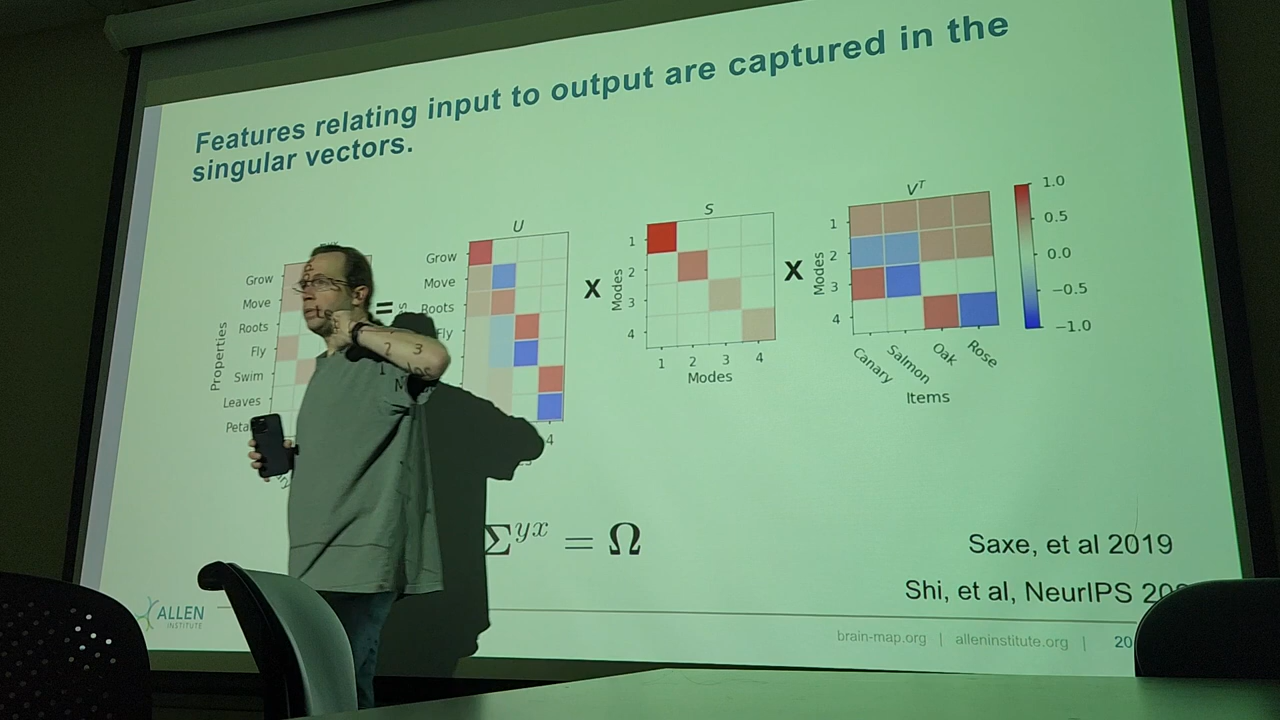 Features relating input to output are captured in the
singular vectors.
Properties
Grow
Move
Roots
Fly
Swim
Leaves
=
U
Grow
Move
Roots
Fly
4
X
S
Modes
1
2
3
4
1 2 3 4
Modes
X
V^T
Modes
1
2
3
4
Canary Salmon Oak Rose
Items
1.0
0.5
0.0
−0.5
−1.0
Σ^yx = Ω
Saxe, et al 2019
Shi, et al, NeurIPS
ALLEN
INSTITUTE
brain-map.org | alleninstitute.org | 20